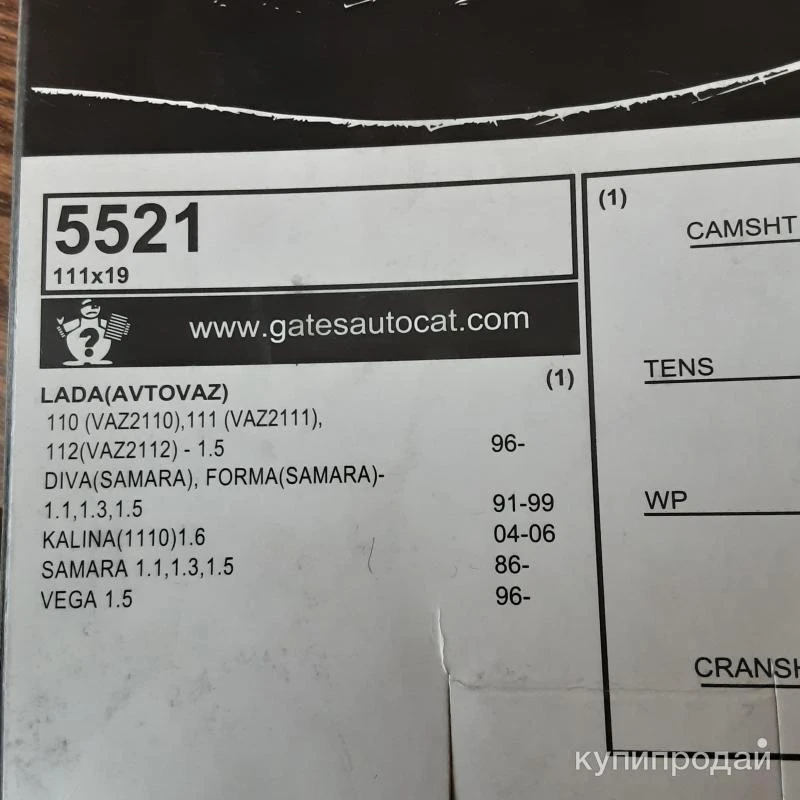 5521
111x19
?
www.gatesautocat.com
LADA(AVTOVAZ) (1)
110 (VAZ2110),111 (VAZ2111),
112(VAZ2112) - 1.5 96-
DIVA(SAMARA), FORMA(SAMARA)-
1.1,1.3,1.5 91-99
KALINA(1110)1.6 04-06
SAMARA 1.1,1.3,1.5 86-
VEGA 1.5 96-
(1)
CAMSHT
TENS
WP
CRANSH
купипродай